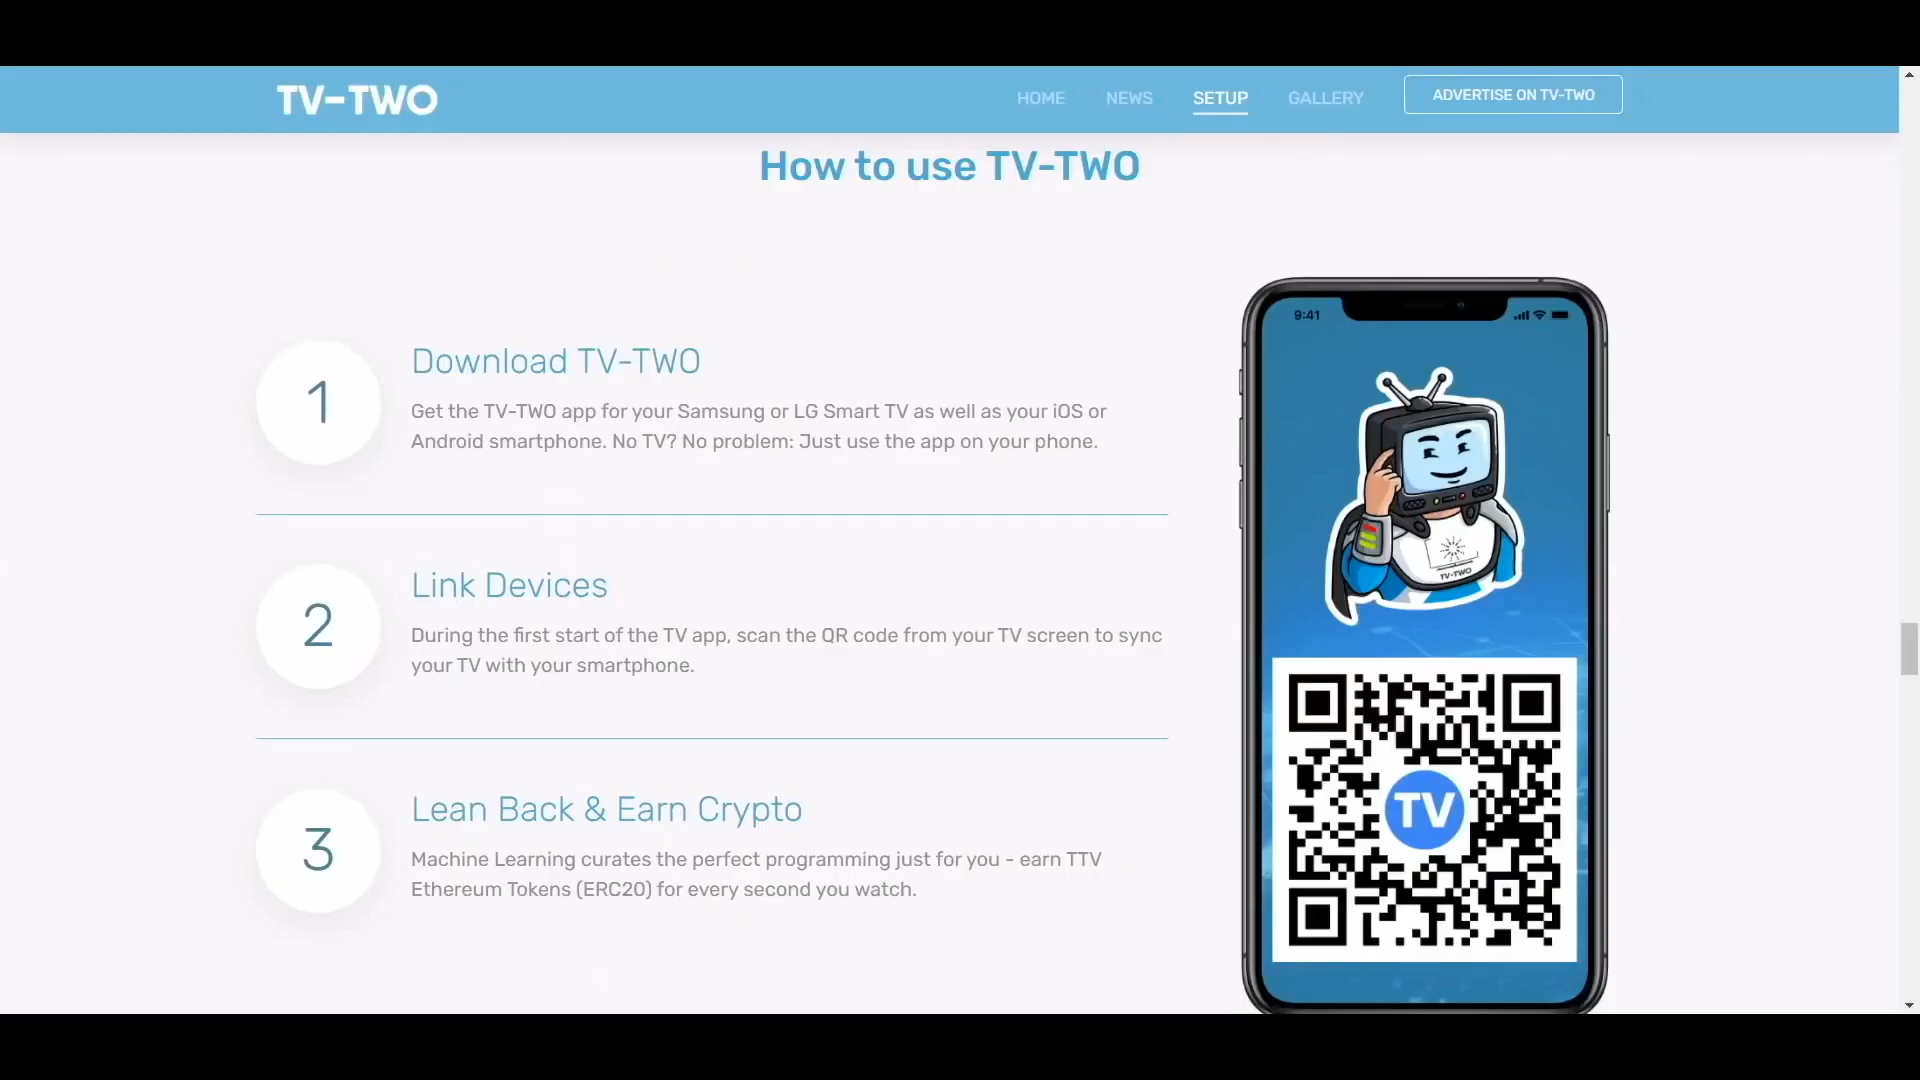 TV-TWO
HOME NEWS SETUP GALLERY ADVERTISE ON TV-TWO
How to use TV-TWO
1
Download TV-TWO
Get the TV-TWO app for your Samsung or LG Smart TV as well as your iOS or
Android smartphone. No TV? No problem: Just use the app on your phone.
2
Link Devices
During the first start of the TV app, scan the QR code from your TV screen to sync
your TV with your smartphone.
3
Lean Back & Earn Crypto
Machine Learning curates the perfect programming just for you - earn TTV
Ethereum Tokens (ERC20) for every second you watch.
9:41
TV-TWO
TV